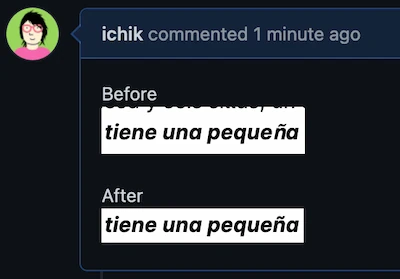 ichik commented 1 minute ago
Before
tiene una pequeña
After
tiene una pequeña